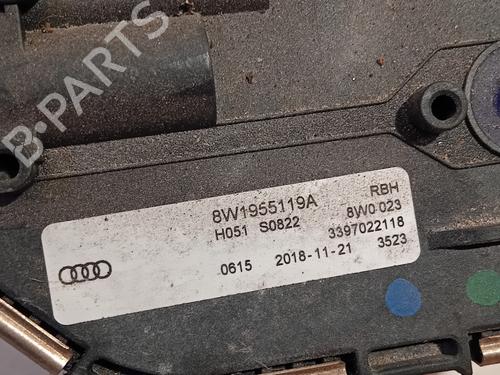 B-PARTS
8W1955119A RBH
H051 S0822 8W0 023
3397022118
0615 2018-11-21 3523